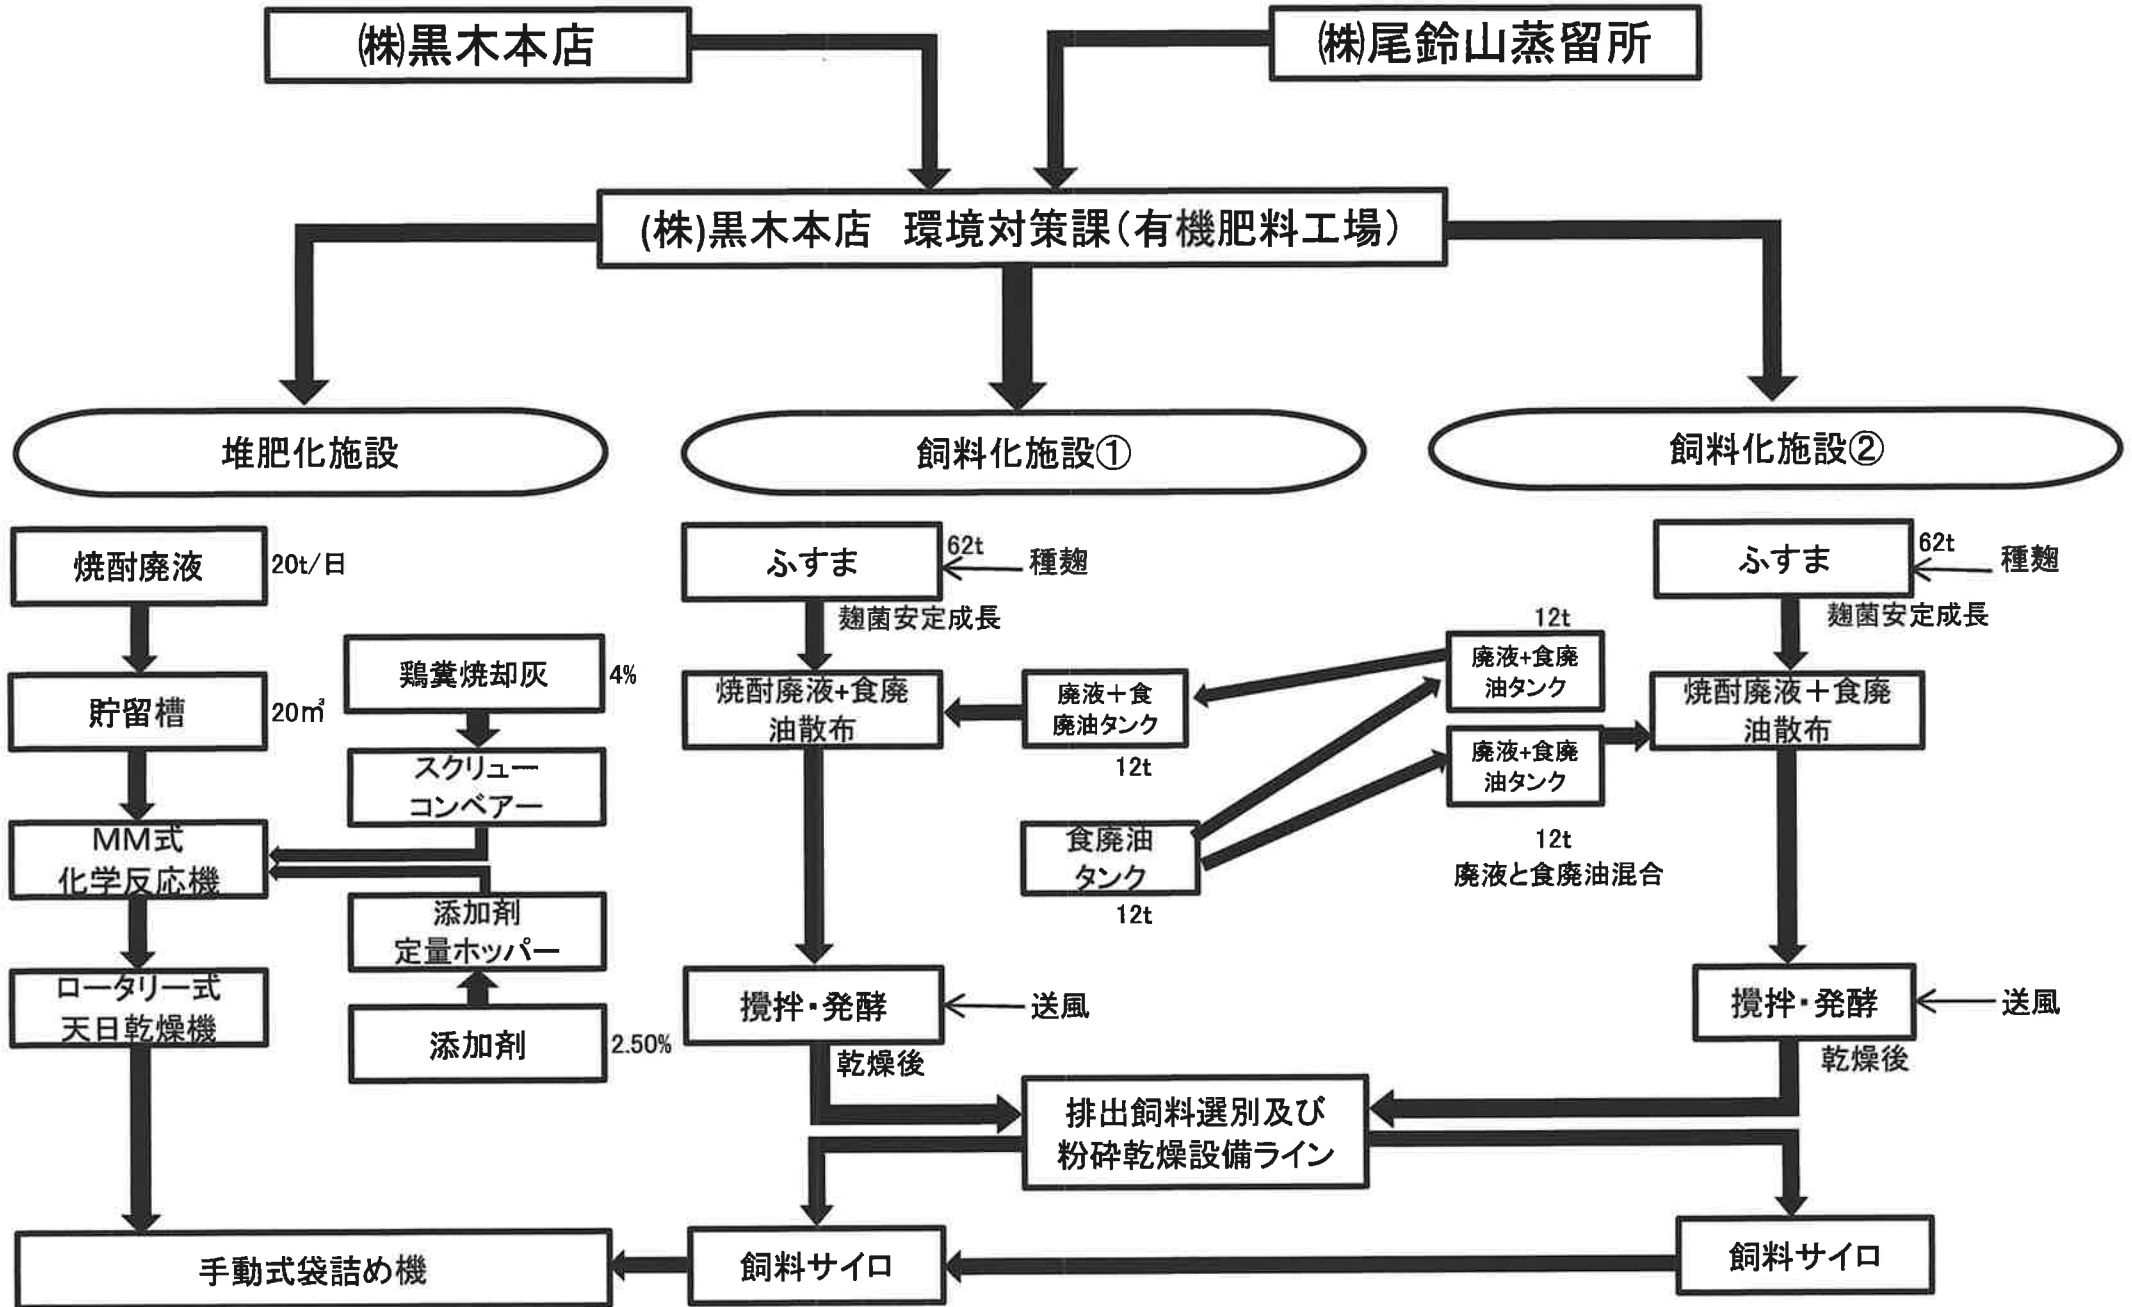 ㈱黒木本店
㈱尾鈴山蒸留所
(株)黒木本店　環境対策課(有機肥料工場)
堆肥化施設
飼料化施設①
飼料化施設②
焼酎廃液
20t/日
貯留槽
20㎥
MM式
化学反応機
ロータリー式
天日乾燥機
鶏糞焼却灰
4%
スクリュー
コンベアー
添加剤
定量ホッパー
添加剤
2.50%
手動式袋詰め機
ふすま
62t
種麹
麹菌安定成長
焼酎廃液+食廃
油散布
廃液＋食
廃油タンク
12t
食廃油
タンク
12t
攪拌・発酵
送風
乾燥後
排出飼料選別及び
粉砕乾燥設備ライン
飼料サイロ
12t
廃液+食廃
油タンク
廃液+食廃
油タンク
12t
廃液と食廃油混合
ふすま
62t
種麹
麹菌安定成長
焼酎廃液＋食廃
油散布
攪拌・発酵
送風
乾燥後
飼料サイロ